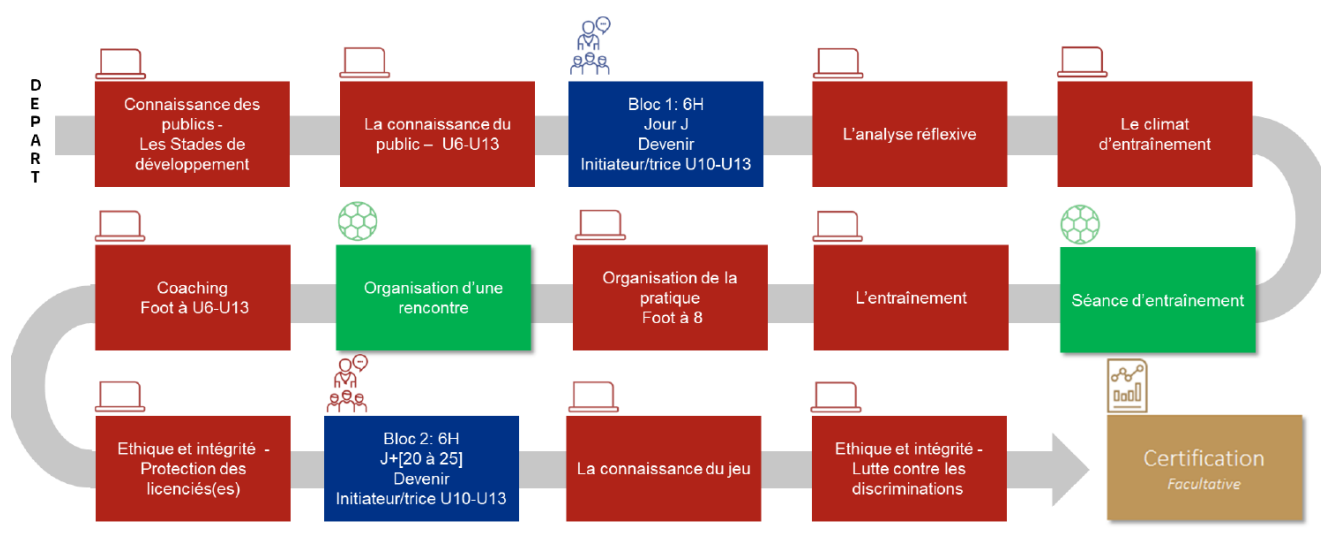 DEPART
Connaissance des
publics -
Les Stades de
développement
La connaissance du
public – U6-U13
Bloc 1: 6H
Jour J
Devenir
Initiateur/trice U10-U13
L'analyse réflexive
Le climat
d'entraînement
Coaching
Foot à U6-U13
Organisation d'une
rencontre
Organisation de la
pratique
Foot à 8
L'entraînement
Séance d'entraînement
Ethique et intégrité -
Protection des
licenciés(es)
Bloc 2: 6H
J+[20 à 25]
Devenir
Initiateur/trice U10-U13
La connaissance du jeu
Ethique et intégrité -
Lutte contre les
discriminations
Certification
Facultative